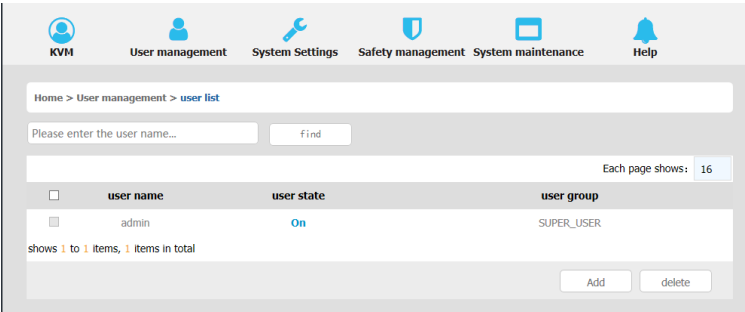 KVM User management System Settings Safety management System maintenance Help
Home > User management > user list
Please enter the user name... find
Each page shows: 16
user name user state user group
admin On SUPER_USER
shows 1 to 1 items, 1 items in total
Add delete